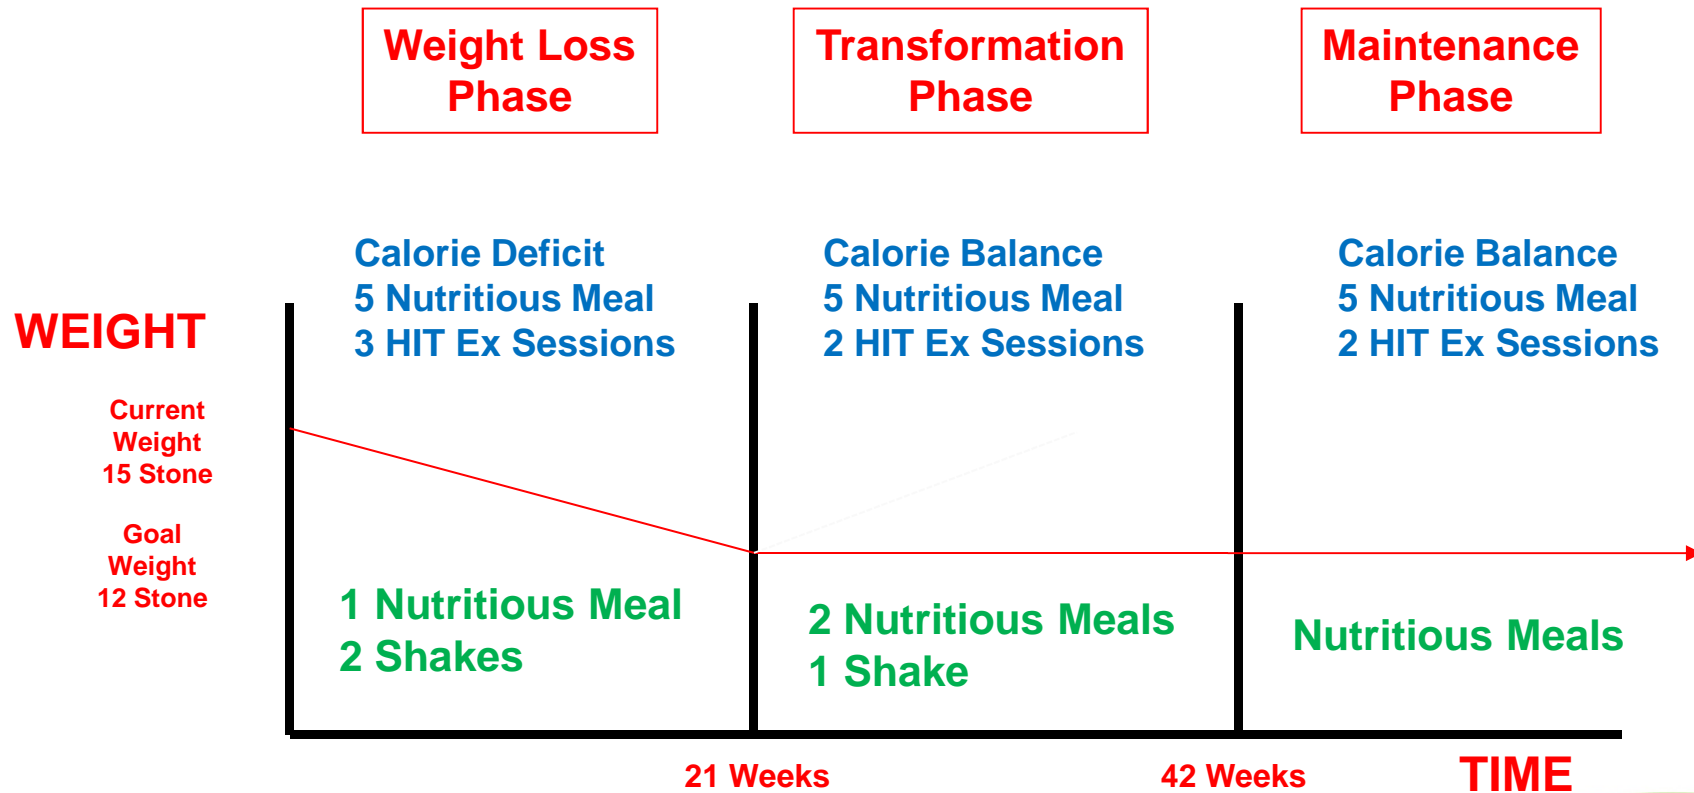 Weight Loss
Phase
Transformation
Phase
Maintenance
Phase
Calorie Deficit
5 Nutritious Meal
3 HIT Ex Sessions
Calorie Balance
5 Nutritious Meal
2 HIT Ex Sessions
Calorie Balance
5 Nutritious Meal
2 HIT Ex Sessions
WEIGHT
Current
Weight
15 Stone
Goal
Weight
12 Stone
1 Nutritious Meal
2 Shakes
2 Nutritious Meals
1 Shake
Nutritious Meals
21 Weeks
42 Weeks
TIME